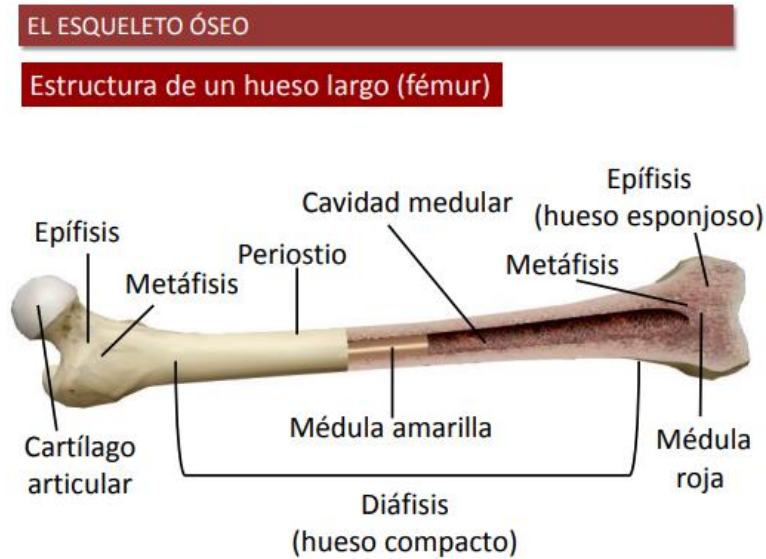 EL ESQUELETO ÓSEO
Estructura de un hueso largo (fémur)
Epífisis
Metáfisis
Periostio
Cavidad medular
Epífisis
(hueso esponjoso)
Metáfisis
Cartílago
articular
Médula amarilla
Médula
roja
Diáfisis
(hueso compacto)